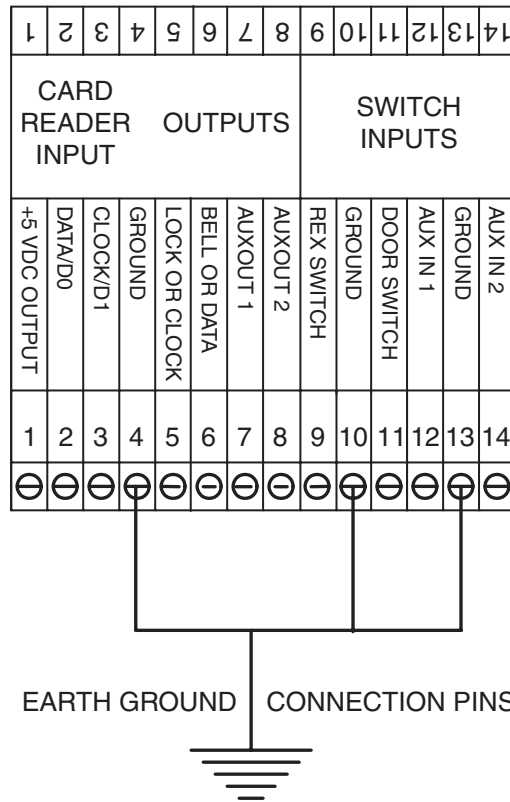 1 2 3 4 5 6 7 8 9 10 11 12 13 14
CARD
READER
INPUT
OUTPUTS
SWITCH
INPUTS
+5 VDC OUTPUT
DATA/D0
CLOCK/D1
GROUND
LOCK OR CLOCK
BELL OR DATA
AUXOUT 1
AUXOUT 2
REX SWITCH
GROUND
DOOR SWITCH
AUX IN 1
GROUND
AUX IN 2
1 2 3 4 5 6 7 8 9 10 11 12 13 14
EARTH GROUND CONNECTION PINS